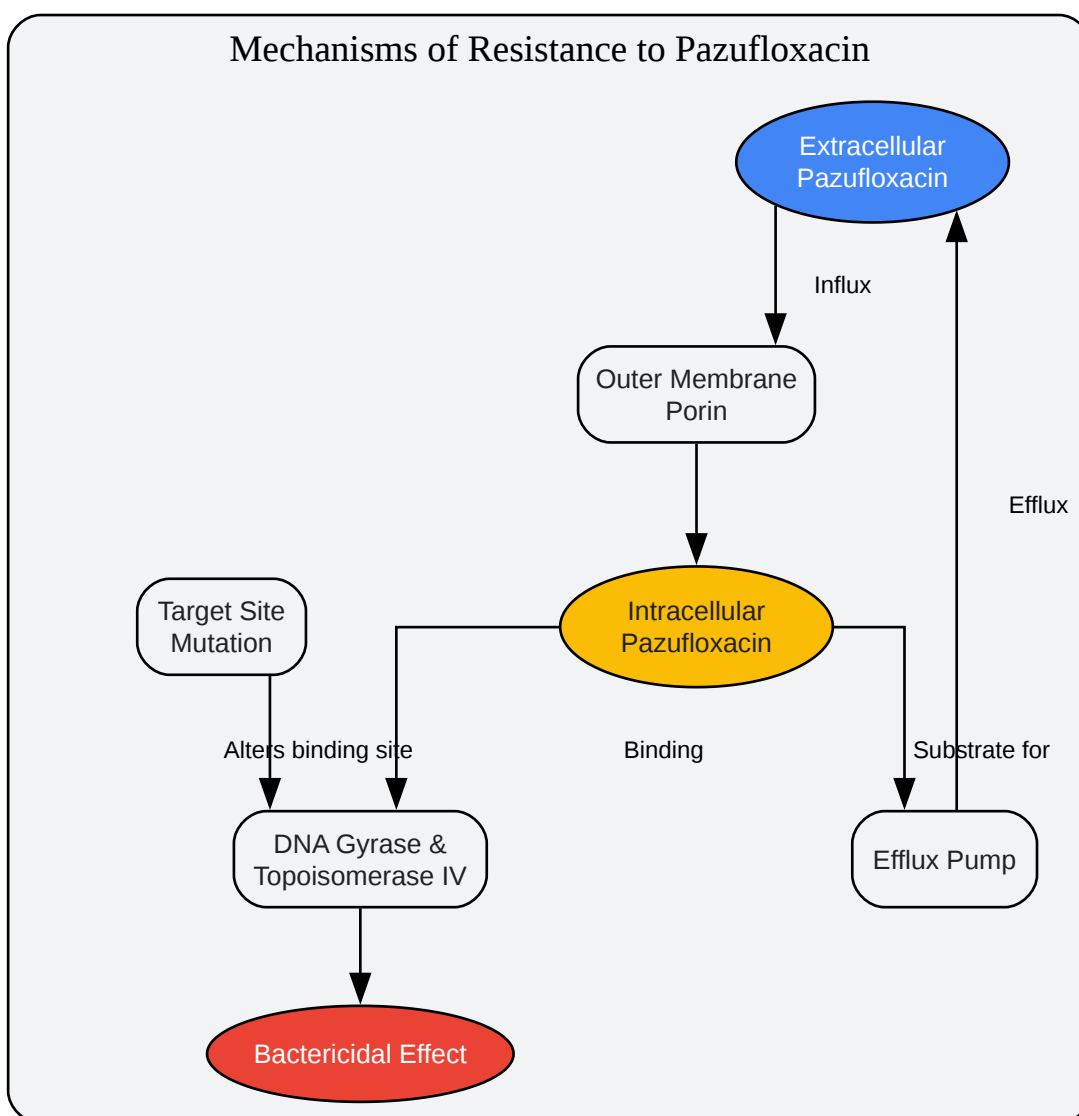 Mechanisms of Resistance to Pazufloxacin
Extracellular
Pazufloxacin
Influx
Outer Membrane
Porin
Efflux
Target Site
Mutation
Intracellular
Pazufloxacin
Alters binding site
Binding
Substrate for
DNA Gyrase &
Topoisomerase IV
Efflux Pump
Bactericidal Effect